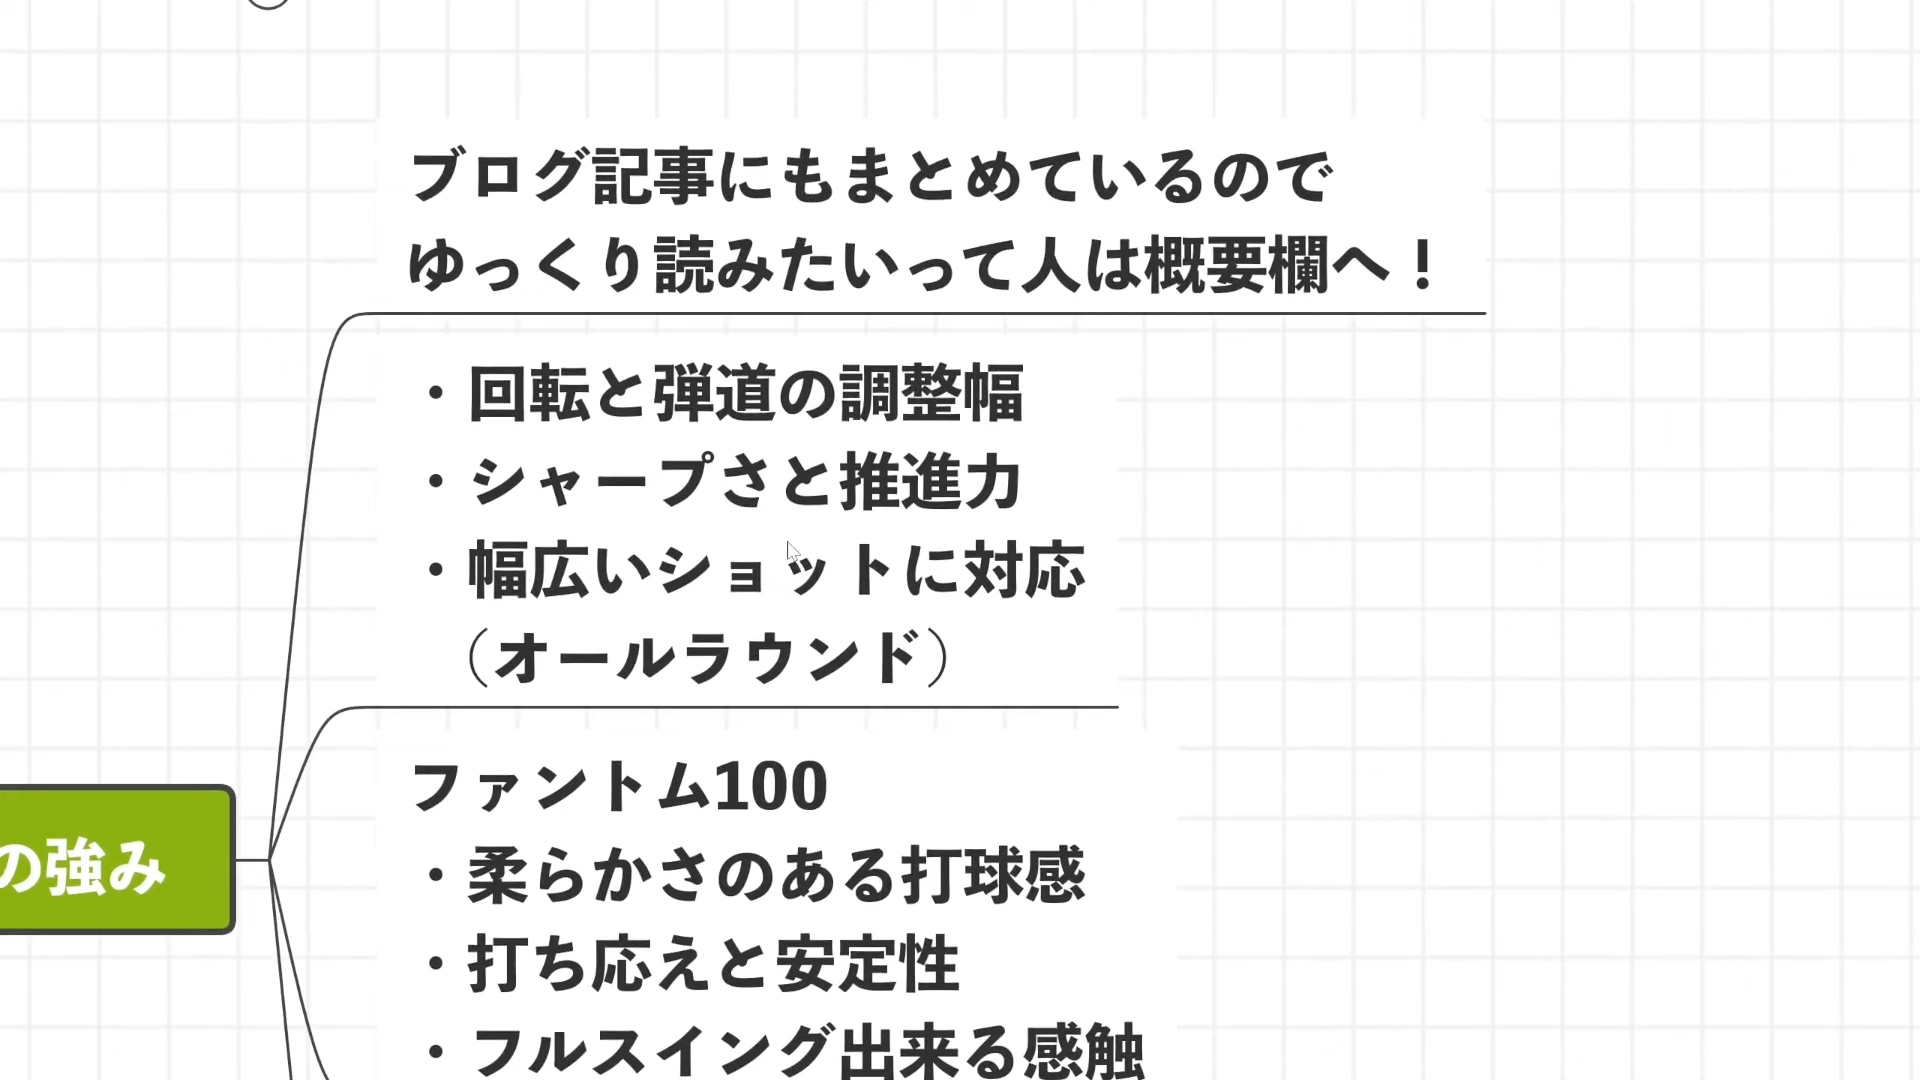 ブログ記事にもまとめているので
ゆっくり読みたいって人は概要欄へ！
・回転と弾道の調整幅
・シャープさと推進力
・幅広いショットに対応
（オールラウンド）
の強み
ファントム100
・柔らかさのある打球感
・打ち応えと安定性
・フルスイング出来る感触